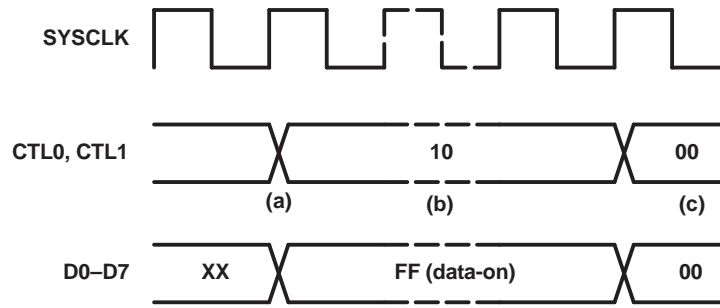 SYSCLK
CTL0, CTL1
10
00
(a)
(b)
(c)
D0–D7
XX
FF (data-on)
00